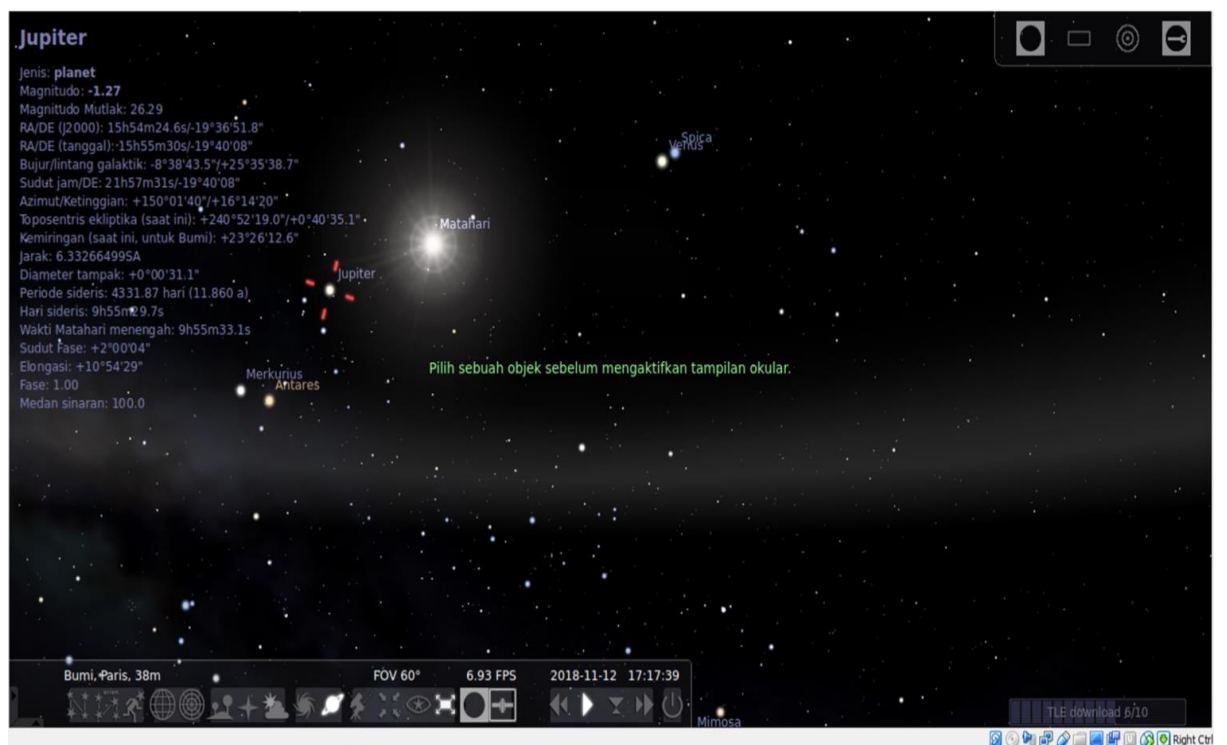 Jupiter
Jenis: planet
Magnitudo: -1.27
Magnitudo Mutlak: 26.29
RA/DE (J2000): 15h54m24.6s/-19°36'51.8"
RA/DE (tanggal): 15h55m30s/-19°40'08"
Bujur/lintang galaktik: -8°38'43.5"/+25°35'38.7"
Sudut jam/DE: 21h57m31s/-19°40'08"
Azimut/Ketinggian: +150°01'40"/+16°14'20"
Toposentris ekliptika (saat ini): +240°52'19.0"/+0°40'35.1"
Kemiringan (saat ini, untuk Bumi): +23°26'12.6"
Jarak: 6.33266499SA
Diameter tampak: +0°00'31.1"
Periode sideris: 4331.87 hari (11.860 a)
Hari sideris: 9h55m29.7s
Wakti Matahari menengah: 9h55m33.1s
Sudut Fase: +2°00'04"
Elongasi: +10°54'29"
Fase: 1.00
Medan sinaran: 100.0
Spica
Venus
Matahari
Jupiter
Merkurius
Antares
Pilih sebuah objek sebelum mengaktifkan tampilan okular.
Bumi, Paris, 38m FOV 60° 6.93 FPS 2018-11-12 17:17:39
Mimosa
TLE download 6/10
Right Ctrl